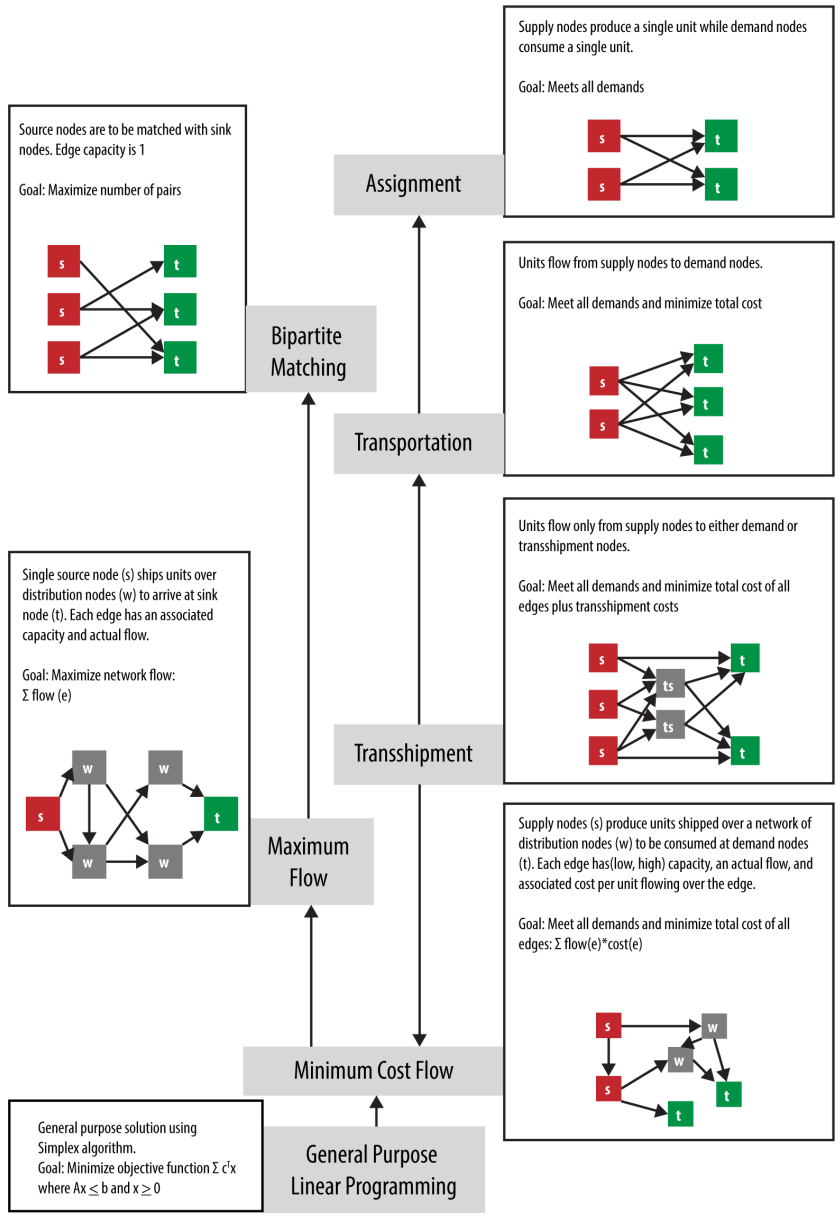 Supply nodes produce a single unit while demand nodes
consume a single unit.
Goal: Meets all demands
s
t
s
t
Assignment
Source nodes are to be matched with sink
nodes. Edge capacity is 1
Goal: Maximize number of pairs
s
t
s
t
s
t
Bipartite
Matching
Units flow from supply nodes to demand nodes.
Goal: Meet all demands and minimize total cost
t
s
t
s
t
Transportation
Units flow only from supply nodes to either demand or
transshipment nodes.
Goal: Meet all demands and minimize total cost of all
edges plus transshipment costs
s
t
ts
s
ts
s
t
Transshipment
Single source node (s) ships units over
distribution nodes (w) to arrive at sink
node (t). Each edge has an associated
capacity and actual flow.
Goal: Maximize network flow:
Σ flow (e)
w
w
s
t
w
w
Maximum
Flow
Supply nodes (s) produce units shipped over a network of
distribution nodes (w) to be consumed at demand nodes
(t). Each edge has(low, high) capacity, an actual flow, and
associated cost per unit flowing over the edge.
Goal: Meet all demands and minimize total cost of all
edges: Σ flow(e)*cost(e)
s
w
w
s
t
t
Minimum Cost Flow
General purpose solution using
Simplex algorithm.
Goal: Minimize objective function Σ cᵀx
where Ax ≤ b and x ≥ 0
General Purpose
Linear Programming